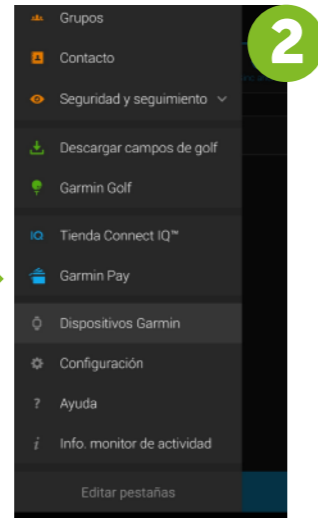 2
Grupos
Contacto
Seguridad y seguimiento
Descargar campos de golf
Garmin Golf
IQ Tienda Connect IQ™
Garmin Pay
Dispositivos Garmin
Configuración
? Ayuda
i Info. monitor de actividad
Editar pestañas